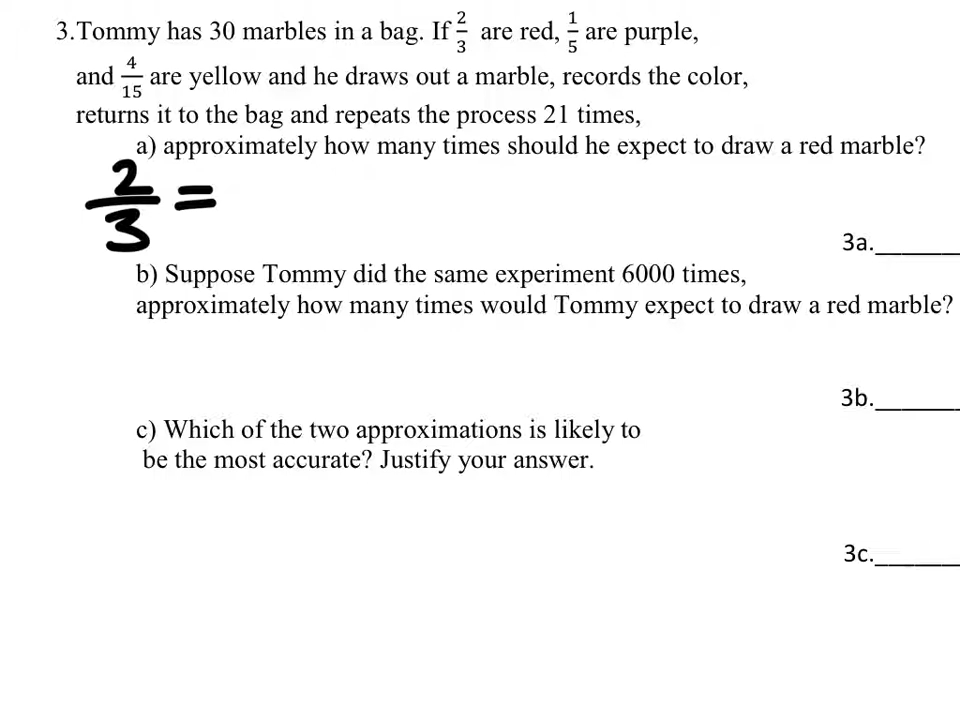 3.Tommy has 30 marbles in a bag. If 2/3 are red, 1/5 are purple,
and 4/15 are yellow and he draws out a marble, records the color,
returns it to the bag and repeats the process 21 times,
a) approximately how many times should he expect to draw a red marble?
2/3 =
3a.______
b) Suppose Tommy did the same experiment 6000 times,
approximately how many times would Tommy expect to draw a red marble?
3b.______
c) Which of the two approximations is likely to
be the most accurate? Justify your answer.
3c.______